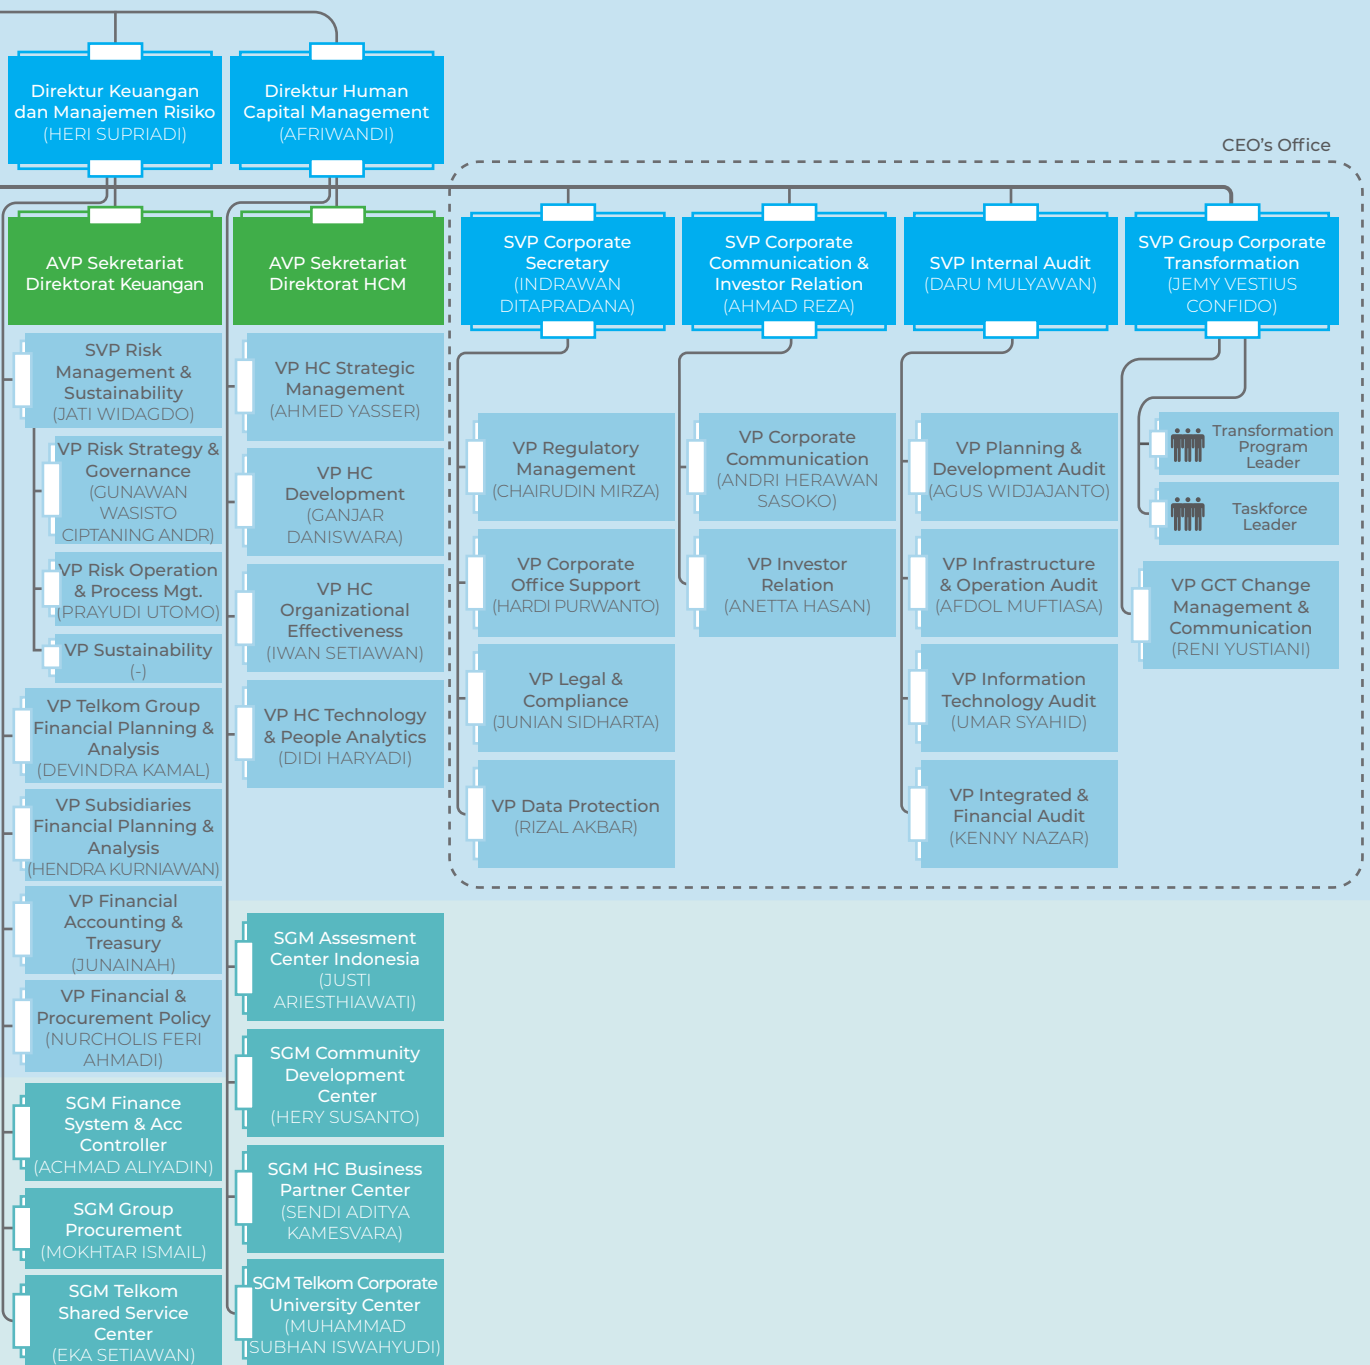 Direktur Keuangan
dan Manajemen Risiko
(HERI SUPRIADI)
Direktur Human
Capital Management
(AFRIWANDI)
CEO's Office
AVP Sekretariat
Direktorat Keuangan
AVP Sekretariat
Direktorat HCM
SVP Corporate
Secretary
(INDRAWAN
DITAPRADANA)
SVP Corporate
Communication &
Investor Relation
(AHMAD REZA)
SVP Internal Audit
(DARU MULYAWAN)
SVP Group Corporate
Transformation
(JEMY VESTIUS
CONFIDO)
SVP Risk
Management &
Sustainability
(JATI WIDAGDO)
VP Risk Strategy &
Governance
(GUNAWAN
WASISTO
CIPTANING ANDR)
VP Risk Operation
& Process Mgt.
(PRAYUDI UTOMO)
VP Sustainability
(-)
VP Telkom Group
Financial Planning &
Analysis
(DEVINDRA KAMAL)
VP Subsidiaries
Financial Planning &
Analysis
(HENDRA KURNIAWAN)
VP Financial
Accounting &
Treasury
(JUNAINAH)
VP Financial &
Procurement Policy
(NURCHOLIS FERI
AHMADI)
SGM Finance
System & Acc
Controller
(ACHMAD ALIYADIN)
SGM Group
Procurement
(MOKHTAR ISMAIL)
SGM Telkom
Shared Service
Center
(EKA SETIAWAN)
VP HC Strategic
Management
(AHMED YASSER)
VP HC
Development
(GANJAR
DANISWARA)
VP HC
Organizational
Effectiveness
(IWAN SETIAWAN)
VP HC Technology
& People Analytics
(DIDI HARYADI)
SGM Assesment
Center Indonesia
(JUSTI
ARIESTHIAWATI)
SGM Community
Development
Center
(HERY SUSANTO)
SGM HC Business
Partner Center
(SENDI ADITYA
KAMESVARA)
SGM Telkom Corporate
University Center
(MUHAMMAD
SUBHAN ISWAHYUDI)
VP Regulatory
Management
(CHAIRUDIN MIRZA)
VP Corporate
Office Support
(HARDI PURWANTO)
VP Legal &
Compliance
(JUNIAN SIDHARTA)
VP Data Protection
(RIZAL AKBAR)
VP Corporate
Communication
(ANDRI HERAWAN
SASOKO)
VP Investor
Relation
(ANETTA HASAN)
VP Planning &
Development Audit
(AGUS WIDJAJANTO)
VP Infrastructure
& Operation Audit
(AFDOL MUFTIASA)
VP Information
Technology Audit
(UMAR SYAHID)
VP Integrated &
Financial Audit
(KENNY NAZAR)
Transformation
Program
Leader
Taskforce
Leader
VP GCT Change
Management &
Communication
(RENI YUSTIANI)